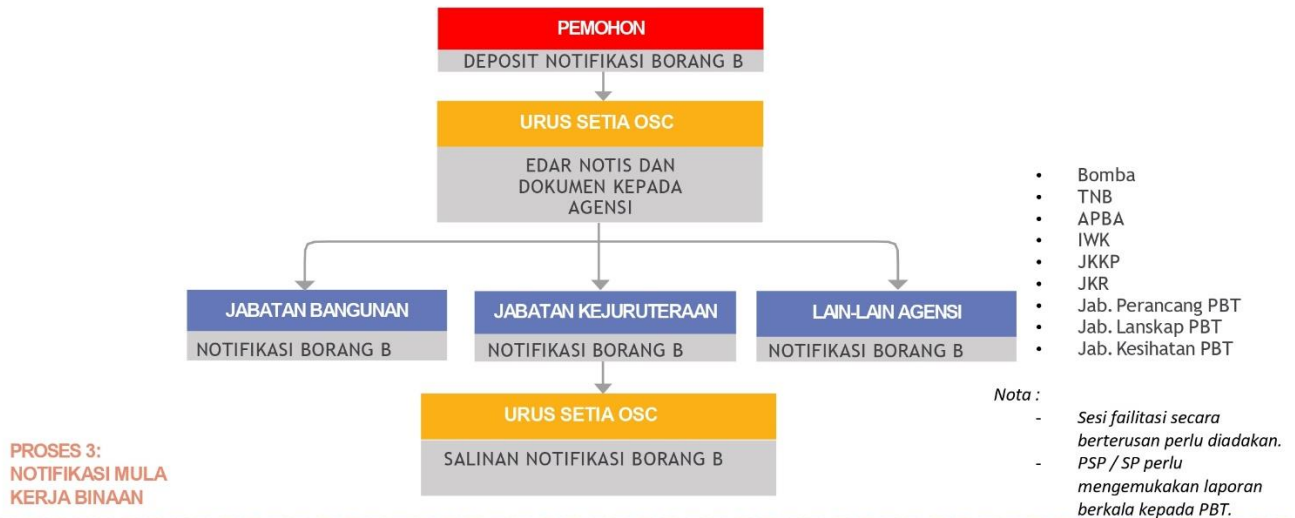 PEMOHON
DEPOSIT NOTIFIKASI BORANG B
URUS SETIA OSC
EDAR NOTIS DAN
DOKUMEN KEPADA
AGENSI
JABATAN BANGUNAN
NOTIFIKASI BORANG B
JABATAN KEJURUTERAAN
NOTIFIKASI BORANG B
LAIN-LAIN AGENSI
NOTIFIKASI BORANG B
URUS SETIA OSC
SALINAN NOTIFIKASI BORANG B
• Bomba
• TNB
• APBA
• IWK
• JKKP
• JKR
• Jab. Perancang PBT
• Jab. Lanskap PBT
• Jab. Kesihatan PBT
Nota :
- Sesi failitasi secara
berterusan perlu diadakan.
- PSP / SP perlu
mengemukakan laporan
berkala kepada PBT.
PROSES 3:
NOTIFIKASI MULA
KERJA BINAAN